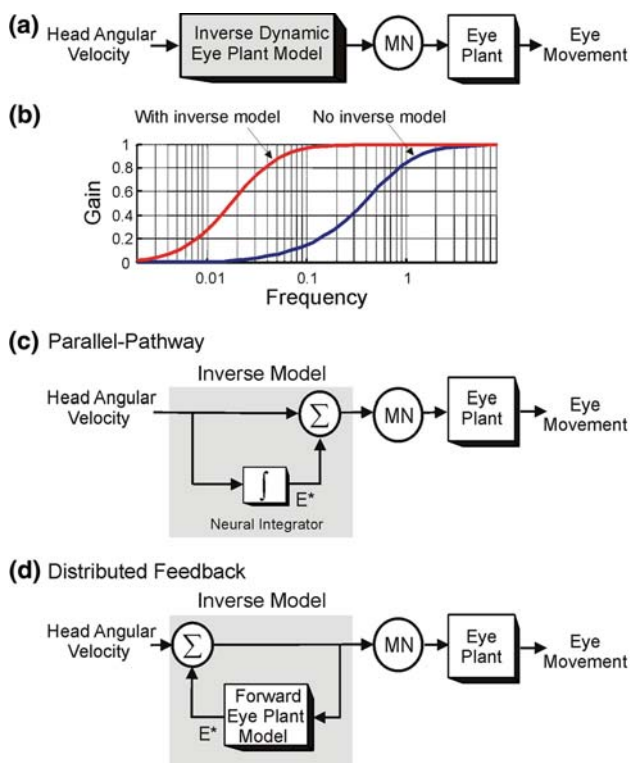 (a)
Head Angular
Velocity
Inverse Dynamic
Eye Plant Model
MN
Eye
Plant
Eye
Movement
(b)
With inverse model
No inverse model
1
0.8
0.6
0.4
0.2
0
Gain
0.01
0.1
1
Frequency
(c) Parallel-Pathway
Inverse Model
Head Angular
Velocity
Σ
MN
Eye
Plant
Eye
Movement
∫
E*
Neural Integrator
(d) Distributed Feedback
Inverse Model
Head Angular
Velocity
Σ
MN
Eye
Plant
Eye
Movement
Forward
Eye Plant
Model
E*